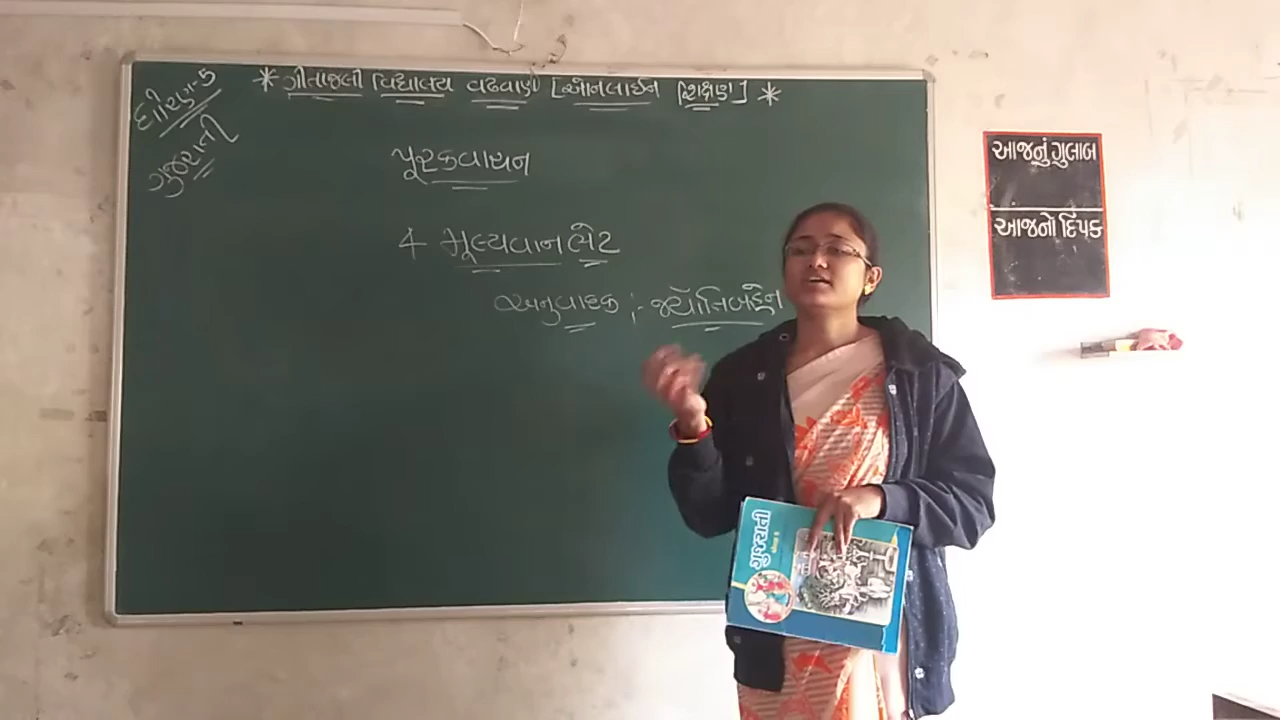 * ગીતાંજલી વિદ્યાલય વઢવાણ [ઓનલાઈન શિક્ષણ] *
ધોરણ-5
ગુજરાતી
પૂરકવાચન
4 મૂલ્યવાન ભેટ
અનુવાદક :- જ્યોતિબહેન
આજનું ગુલાબ
આજનો દિપક
ગુજરાતી